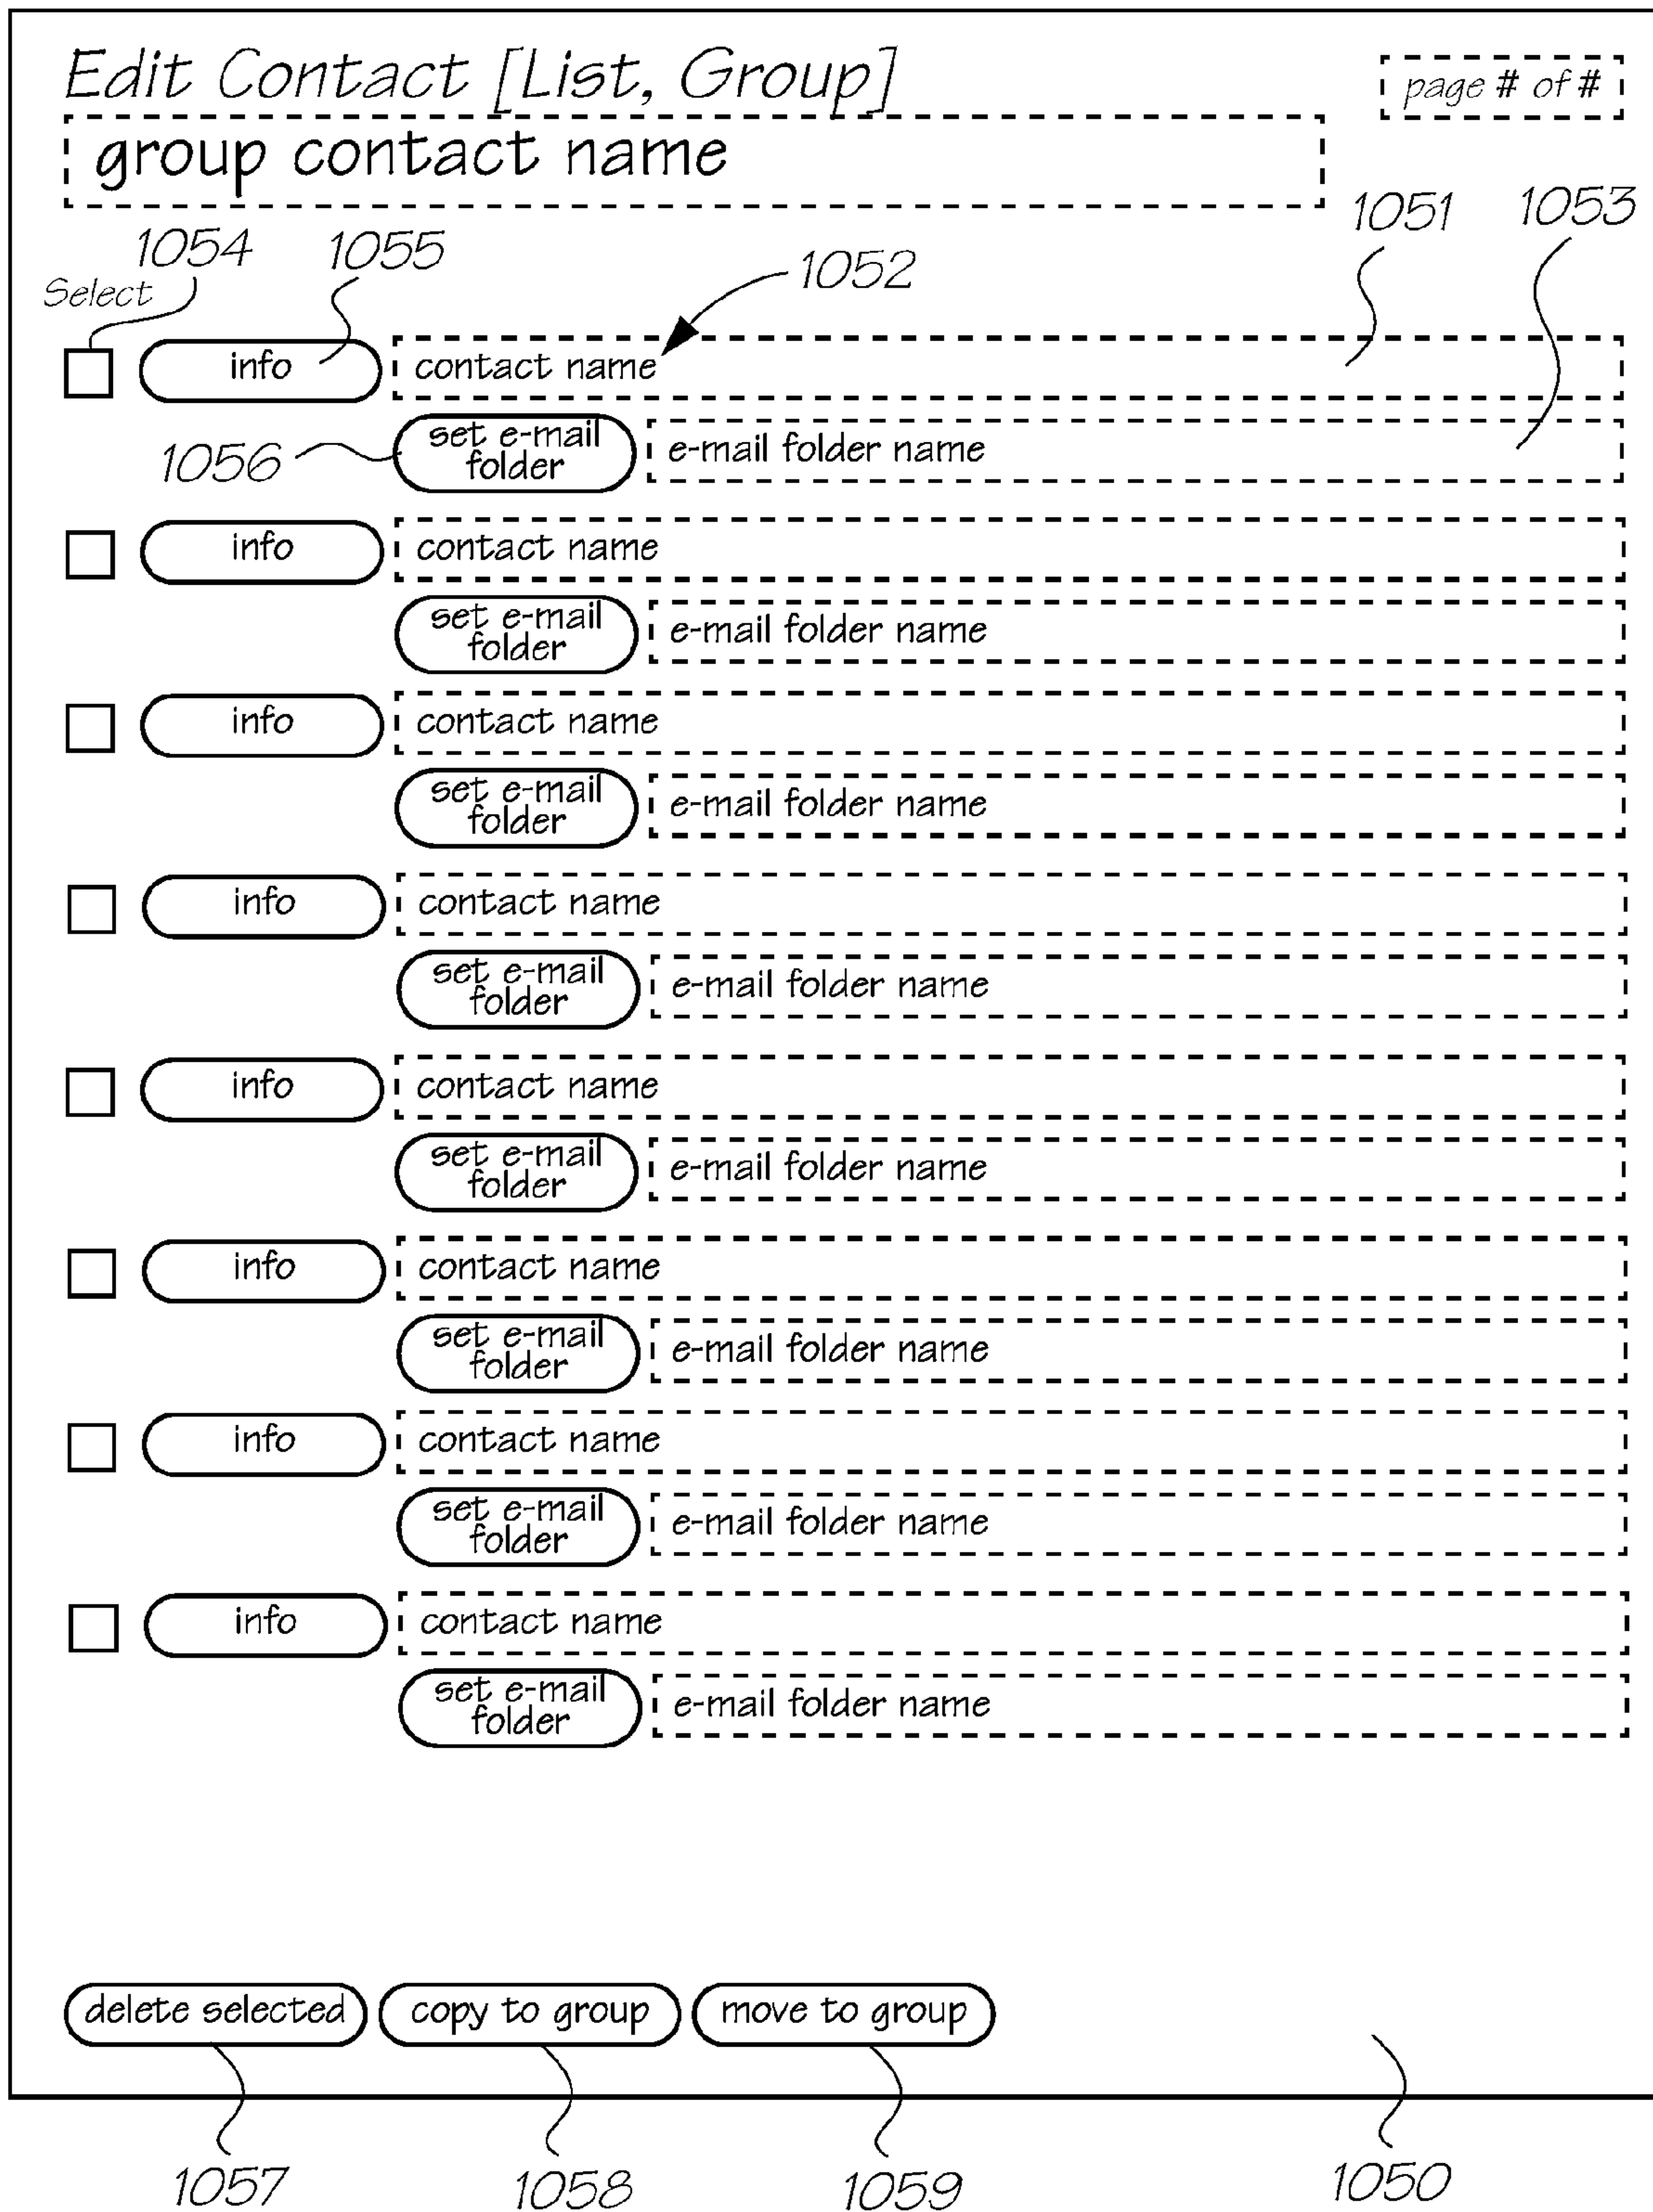 Edit Contact [List, Group]
page # of #
group contact name
1051
1053
1054
1055
1052
Select
info
contact name
1056
set e-mail
folder
e-mail folder name
info
contact name
set e-mail
folder
e-mail folder name
info
contact name
set e-mail
folder
e-mail folder name
info
contact name
set e-mail
folder
e-mail folder name
info
contact name
set e-mail
folder
e-mail folder name
info
contact name
set e-mail
folder
e-mail folder name
info
contact name
set e-mail
folder
e-mail folder name
info
contact name
set e-mail
folder
e-mail folder name
delete selected
copy to group
move to group
1057
1058
1059
1050